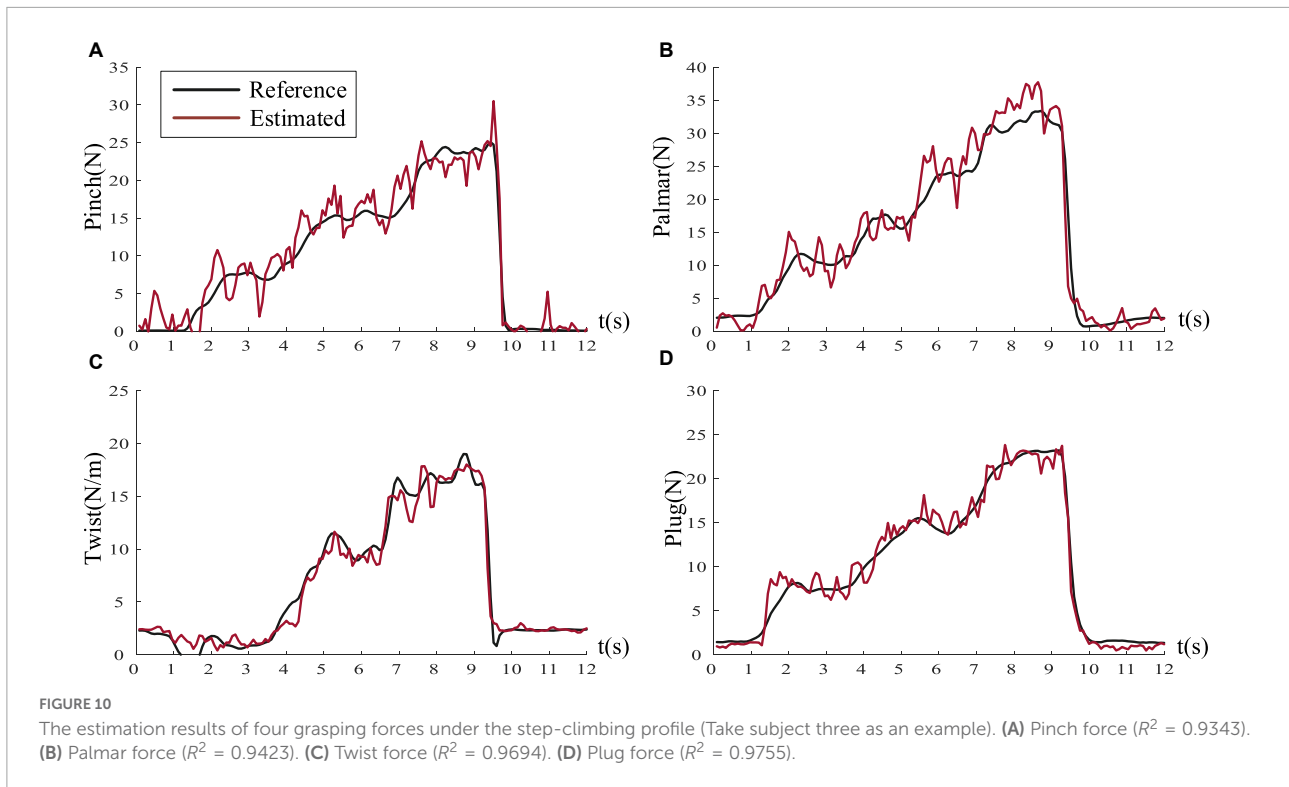 A
35
30
25
20
15
10
5
0
Pinch(N)
Reference
Estimated
t(s)
0 1 2 3 4 5 6 7 8 9 10 11 12
B
40
35
30
25
20
15
10
5
0
Palmar(N)
t(s)
0 1 2 3 4 5 6 7 8 9 10 11 12
C
25
20
15
10
5
0
Twist(N/m)
t(s)
0 1 2 3 4 5 6 7 8 9 10 11 12
D
30
25
20
15
10
5
0
Plug(N)
t(s)
0 1 2 3 4 5 6 7 8 9 10 11 12
FIGURE 10
The estimation results of four grasping forces under the step-climbing profile (Take subject three as an example). (A) Pinch force (R² = 0.9343).
(B) Palmar force (R² = 0.9423). (C) Twist force (R² = 0.9694). (D) Plug force (R² = 0.9755).